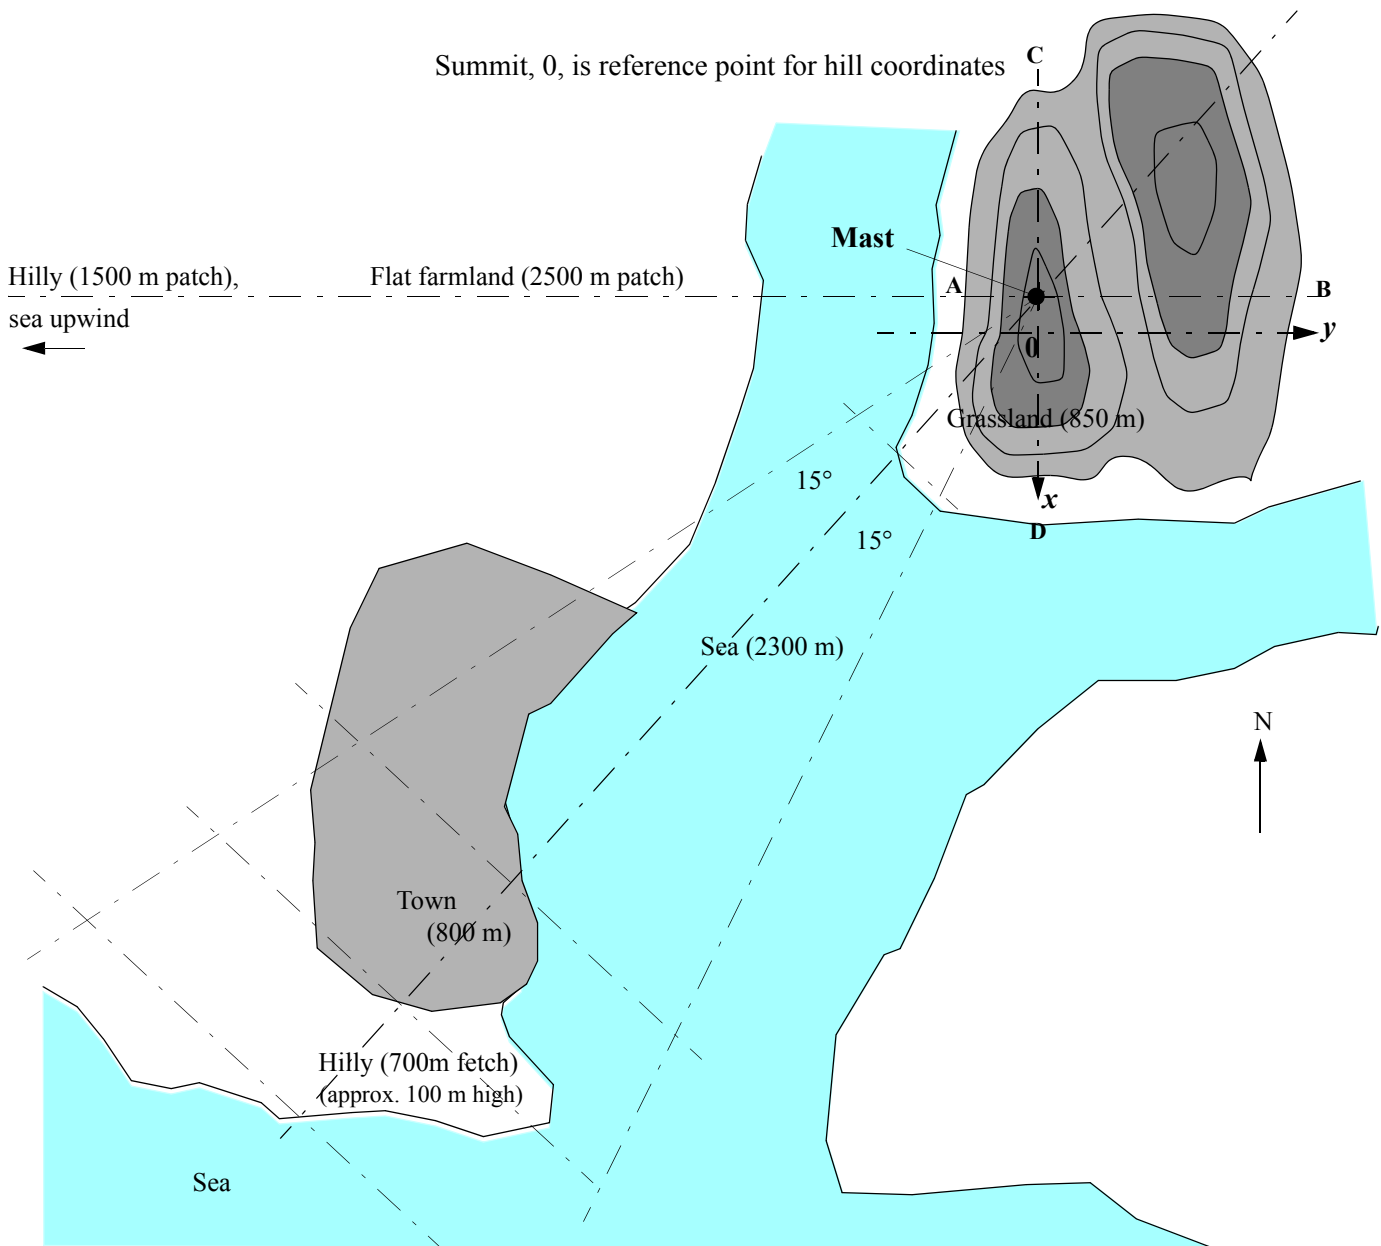 Summit, 0, is reference point for hill coordinates
C
Mast
Hilly (1500 m patch),
Flat farmland (2500 m patch)
A
B
sea upwind
y
0
Grassland (850 m)
15°
x
D
15°
Sea (2300 m)
N
Town
(800 m)
Hilly (700m fetch)
(approx. 100 m high)
Sea